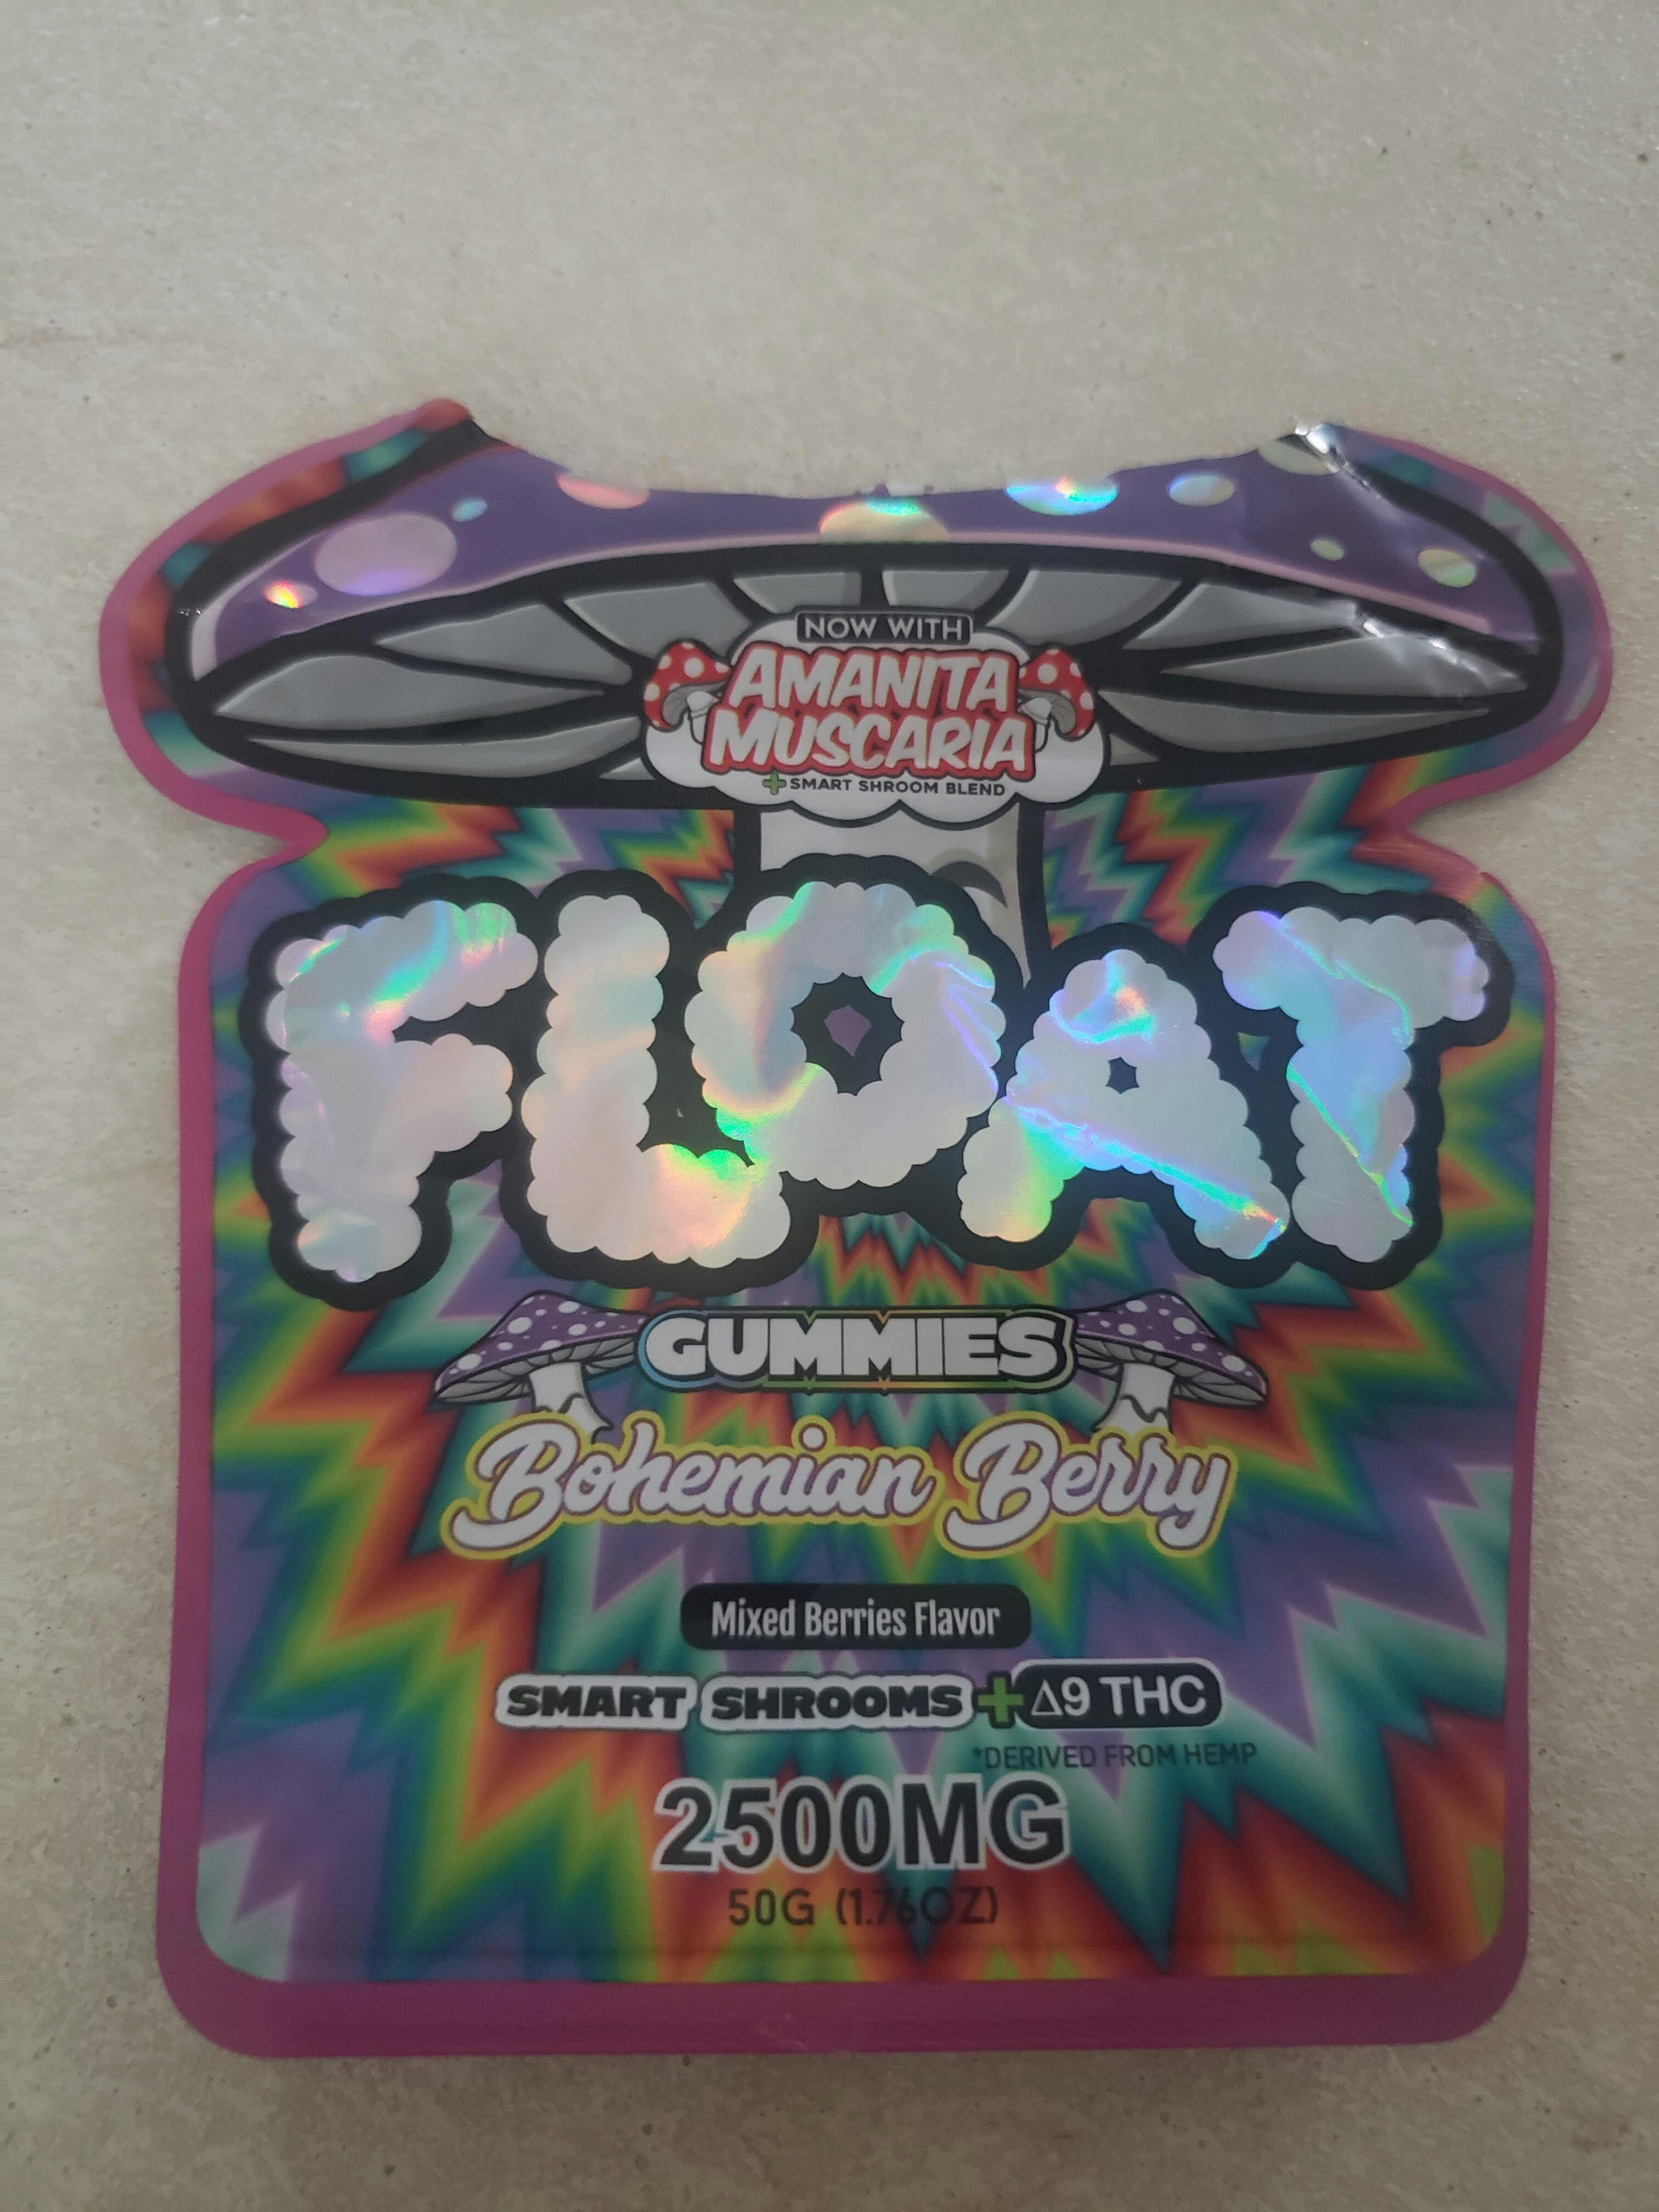 NOW WITH
AMANITA
MUSCARIA
+SMART SHROOM BLEND
FLOAT
GUMMIES
Bohemian Berry
Mixed Berries Flavor
SMART SHROOMS + Δ9 THC
*DERIVED FROM HEMP
2500MG
50G (1.76OZ)